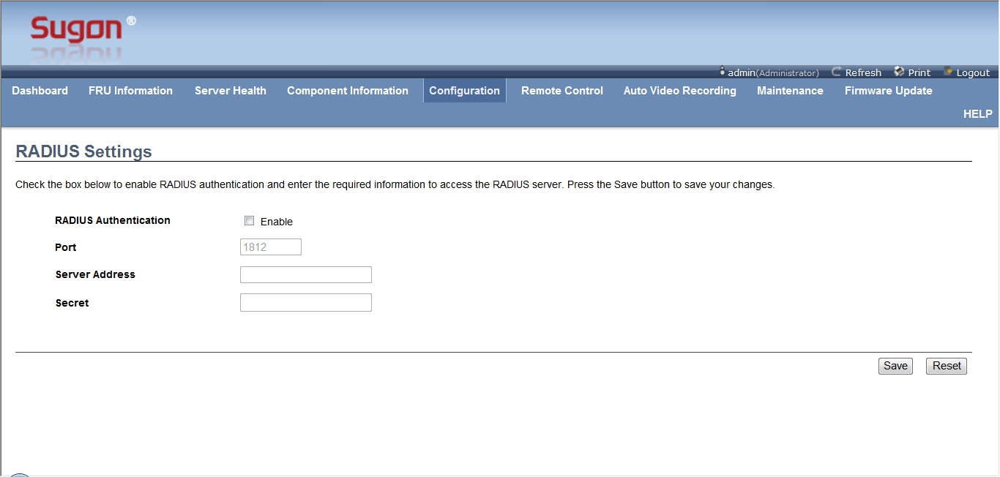 Sugon®
admin(Administrator) Refresh Print Logout
Dashboard FRU Information Server Health Component Information Configuration Remote Control Auto Video Recording Maintenance Firmware Update
HELP
RADIUS Settings
Check the box below to enable RADIUS authentication and enter the required information to access the RADIUS server. Press the Save button to save your changes.
RADIUS Authentication Enable
Port 1812
Server Address
Secret
Save Reset